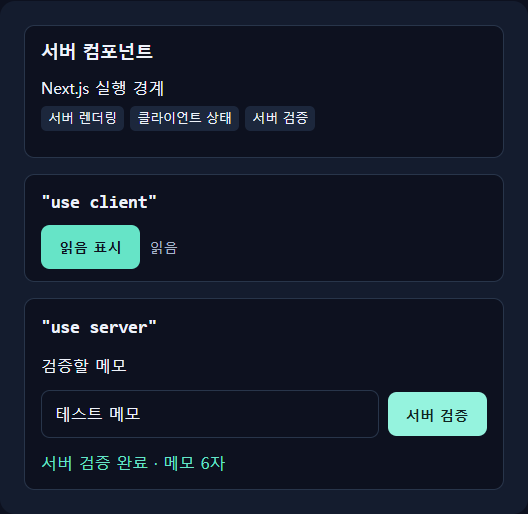 서버 컴포넌트
Next.js 실행 경계
서버 렌더링 클라이언트 상태 서버 검증
"use client"
읽음 표시 읽음
"use server"
검증할 메모
테스트 메모 서버 검증
서버 검증 완료 · 메모 6자